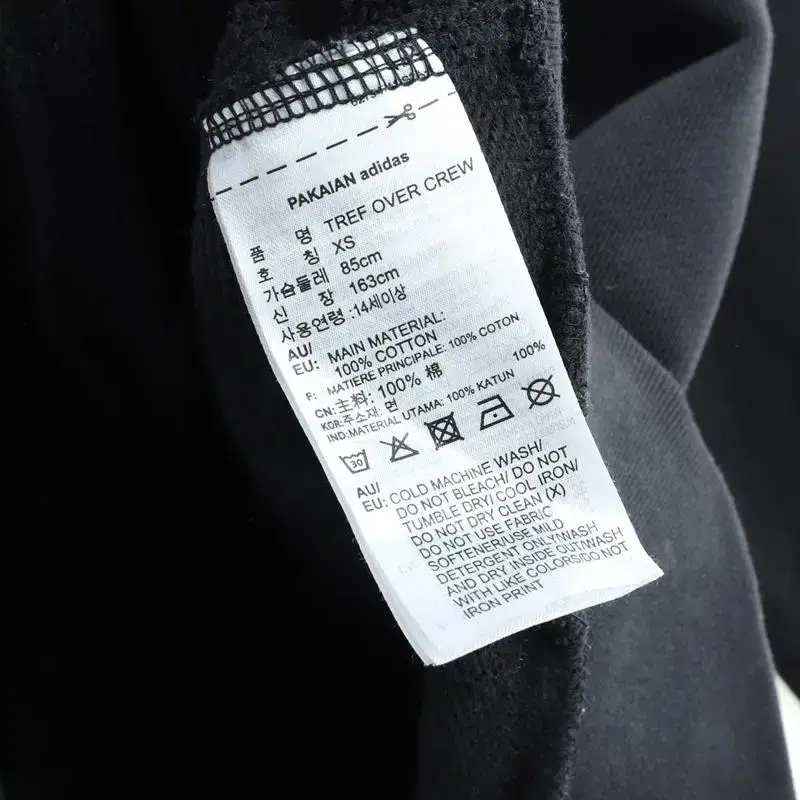 PAKAIAN adidas
품 명 TREF OVER CREW
호 칭 XS
가슴둘레 85cm
신 장 163cm
사용연령 :14세이상
AU/
EU: MAIN MATERIAL:
100% COTTON
F: MATIERE PRINCIPALE: 100% COTON
CN:主料: 100% 棉
KOR:주소재: 면 100%
IND:MATERIAL UTAMA: 100% KATUN
30
AU/
EU: COLD MACHINE WASH/
DO NOT BLEACH/ DO NOT
TUMBLE DRY/ COOL IRON/
DO NOT DRY CLEAN (X)
DO NOT USE FABRIC
SOFTENER/USE MILD
DETERGENT ONLY/WASH
AND DRY INSIDE OUT/WASH
WITH LIKE COLORS/DO NOT
IRON PRINT